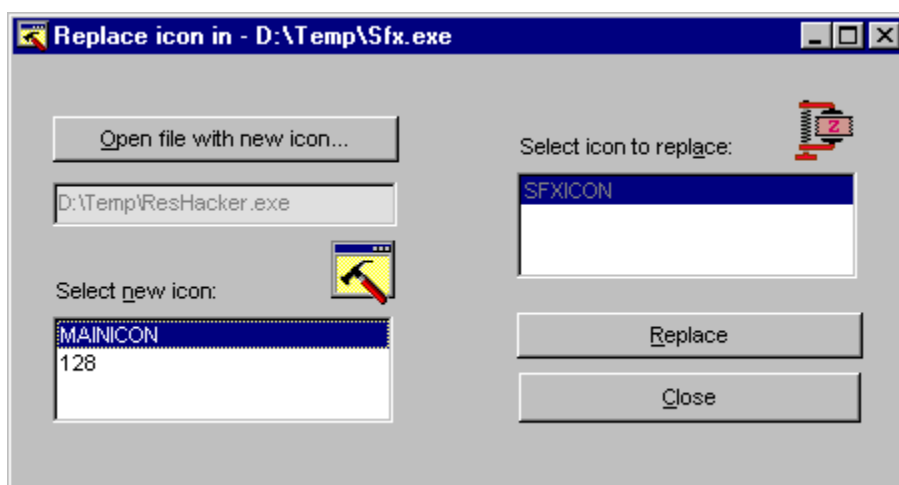 Replace icon in - D:\Temp\Sfx.exe
Open file with new icon...
D:\Temp\ResHacker.exe
Select new icon:
MAINICON
128
Select icon to replace:
Z
SFXICON
Replace
Close